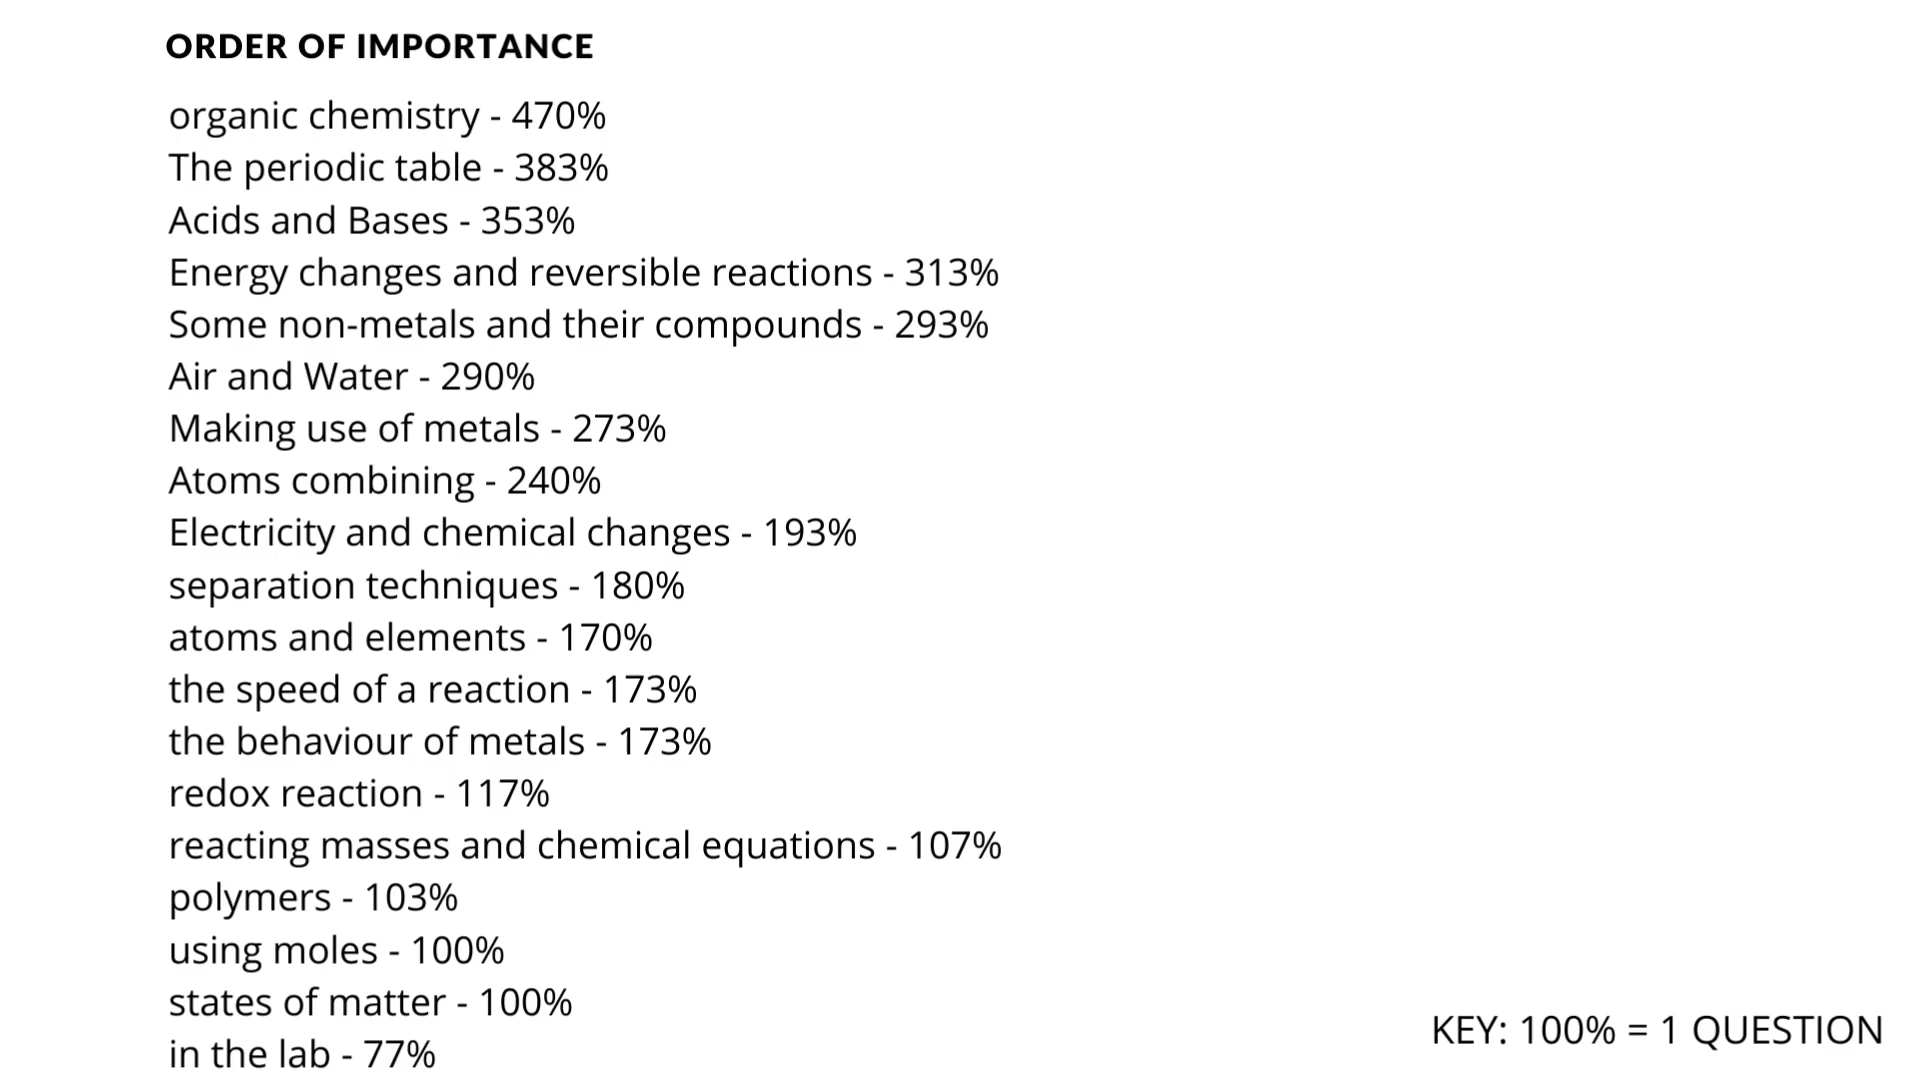 ORDER OF IMPORTANCE
organic chemistry - 470%
The periodic table - 383%
Acids and Bases - 353%
Energy changes and reversible reactions - 313%
Some non-metals and their compounds - 293%
Air and Water - 290%
Making use of metals - 273%
Atoms combining - 240%
Electricity and chemical changes - 193%
separation techniques - 180%
atoms and elements - 170%
the speed of a reaction - 173%
the behaviour of metals - 173%
redox reaction - 117%
reacting masses and chemical equations - 107%
polymers - 103%
using moles - 100%
states of matter - 100%
in the lab - 77%
KEY: 100% = 1 QUESTION